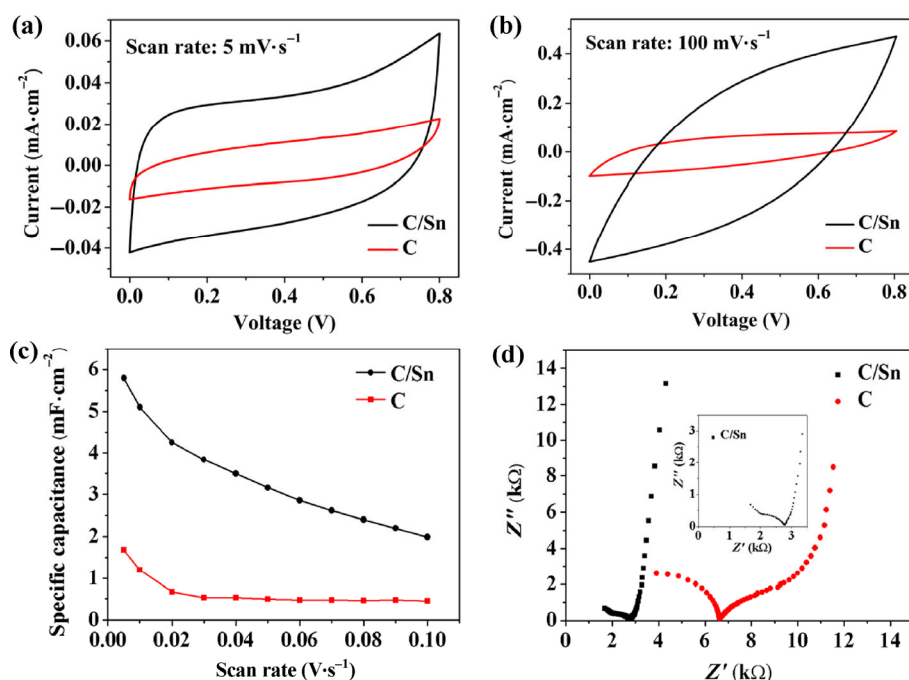 (a)
Scan rate: 5 mV·s⁻¹
0.06
0.04
0.02
0.00
−0.02
−0.04
Current (mA·cm⁻²)
C/Sn
C
0.0 0.2 0.4 0.6 0.8
Voltage (V)
(b)
Scan rate: 100 mV·s⁻¹
0.4
0.2
0.0
−0.2
−0.4
Current (mA·cm⁻²)
C/Sn
C
0.0 0.2 0.4 0.6 0.8
Voltage (V)
(c)
C/Sn
C
6
5
4
3
2
1
0
Specific capacitance (mF·cm⁻²)
0.00 0.02 0.04 0.06 0.08 0.10
Scan rate (V·s⁻¹)
(d)
C/Sn
C
14
12
10
8
6
4
2
0
Z″ (kΩ)
C/Sn
3
2
1
0
Z″ (kΩ)
0 1 2 3
Z′ (kΩ)
0 2 4 6 8 10 12 14
Z′ (kΩ)